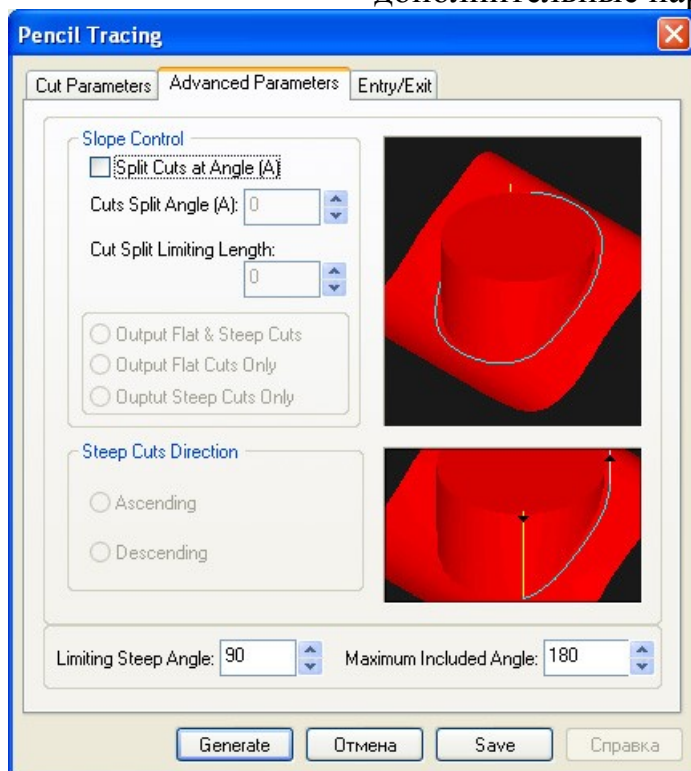 дополнительные
Pencil Tracing
Cut Parameters Advanced Parameters Entry/Exit
Slope Control
Split Cuts at Angle (A)
Cuts Split Angle (A): 0
Cut Split Limiting Length:
0
Output Flat & Steep Cuts
Output Flat Cuts Only
Ouptut Steep Cuts Only
Steep Cuts Direction
Ascending
Descending
Limiting Steep Angle: 90 Maximum Included Angle: 180
Generate Отмена Save Справка